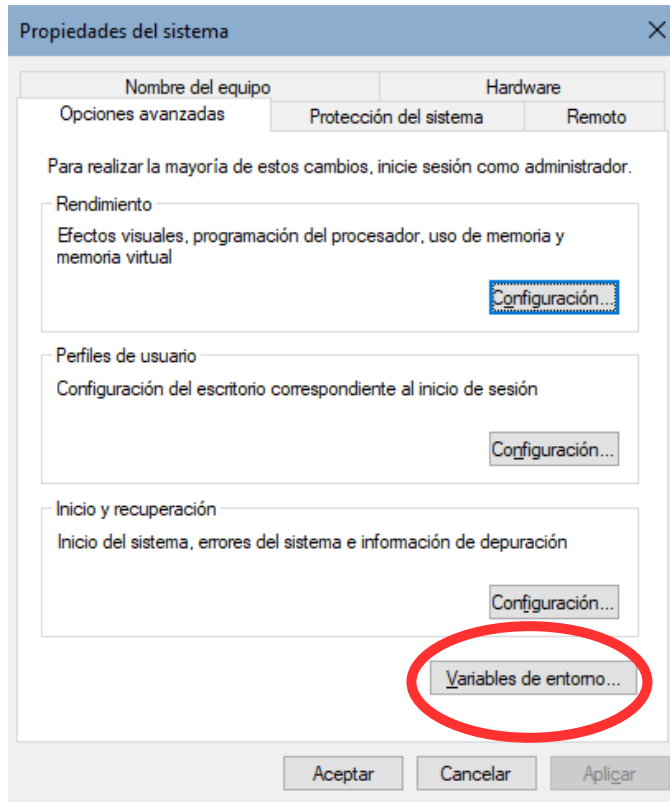 Propiedades del sistema
Nombre del equipo
Hardware
Opciones avanzadas
Protección del sistema
Remoto
Para realizar la mayoría de estos cambios, inicie sesión como administrador.
Rendimiento
Efectos visuales, programación del procesador, uso de memoria y
memoria virtual
Configuración...
Perfiles de usuario
Configuración del escritorio correspondiente al inicio de sesión
Configuración...
Inicio y recuperación
Inicio del sistema, errores del sistema e información de depuración
Configuración...
Variables de entorno...
Aceptar
Cancelar
Aplicar